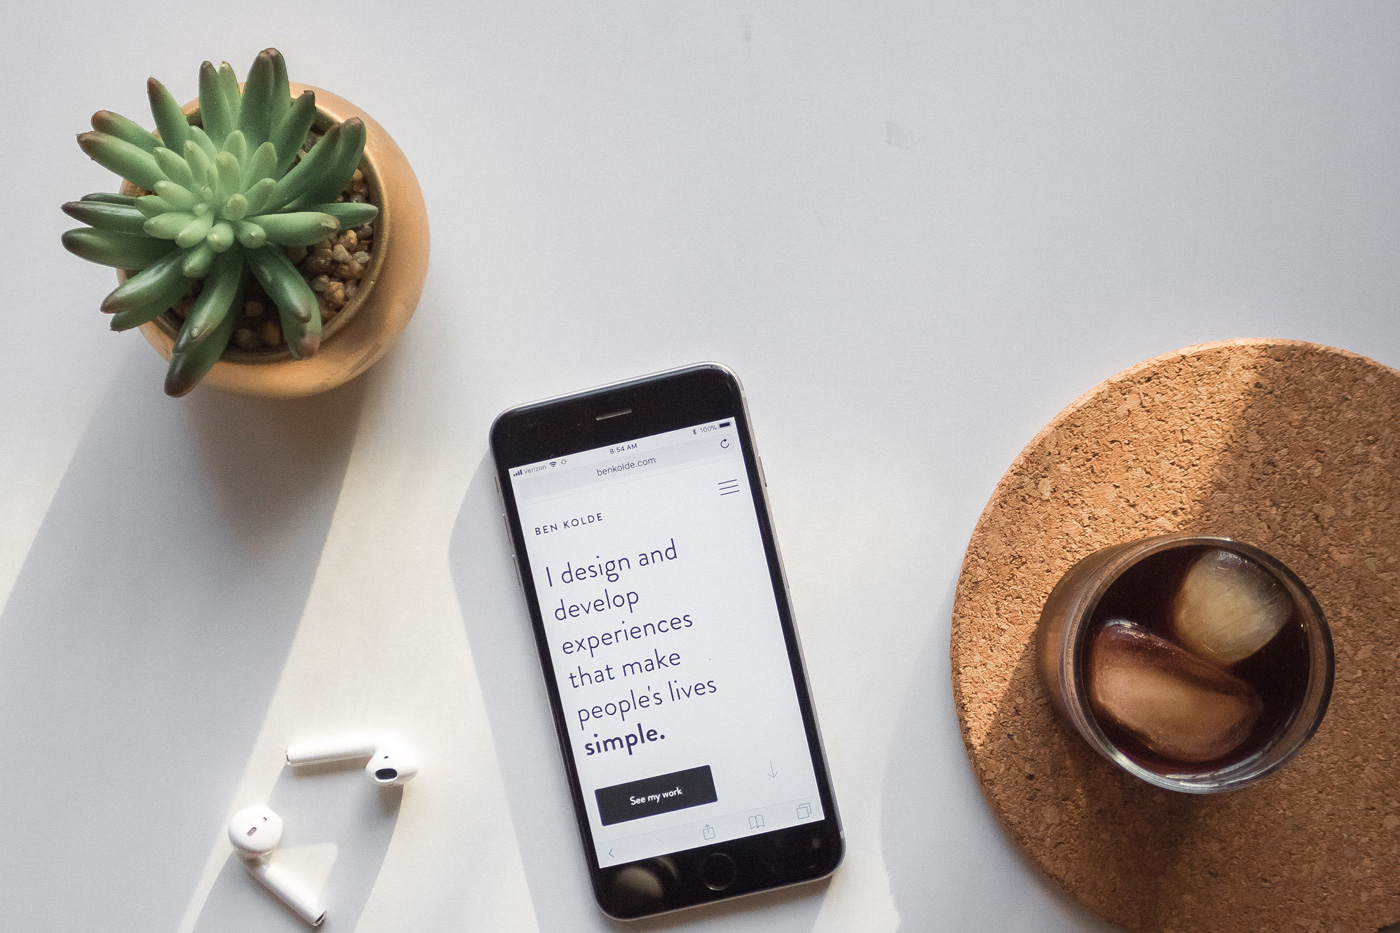 Verizon 8:54 AM 100%
benkolde.com
BEN KOLDE
I design and
develop
experiences
that make
people's lives
simple.
See my work